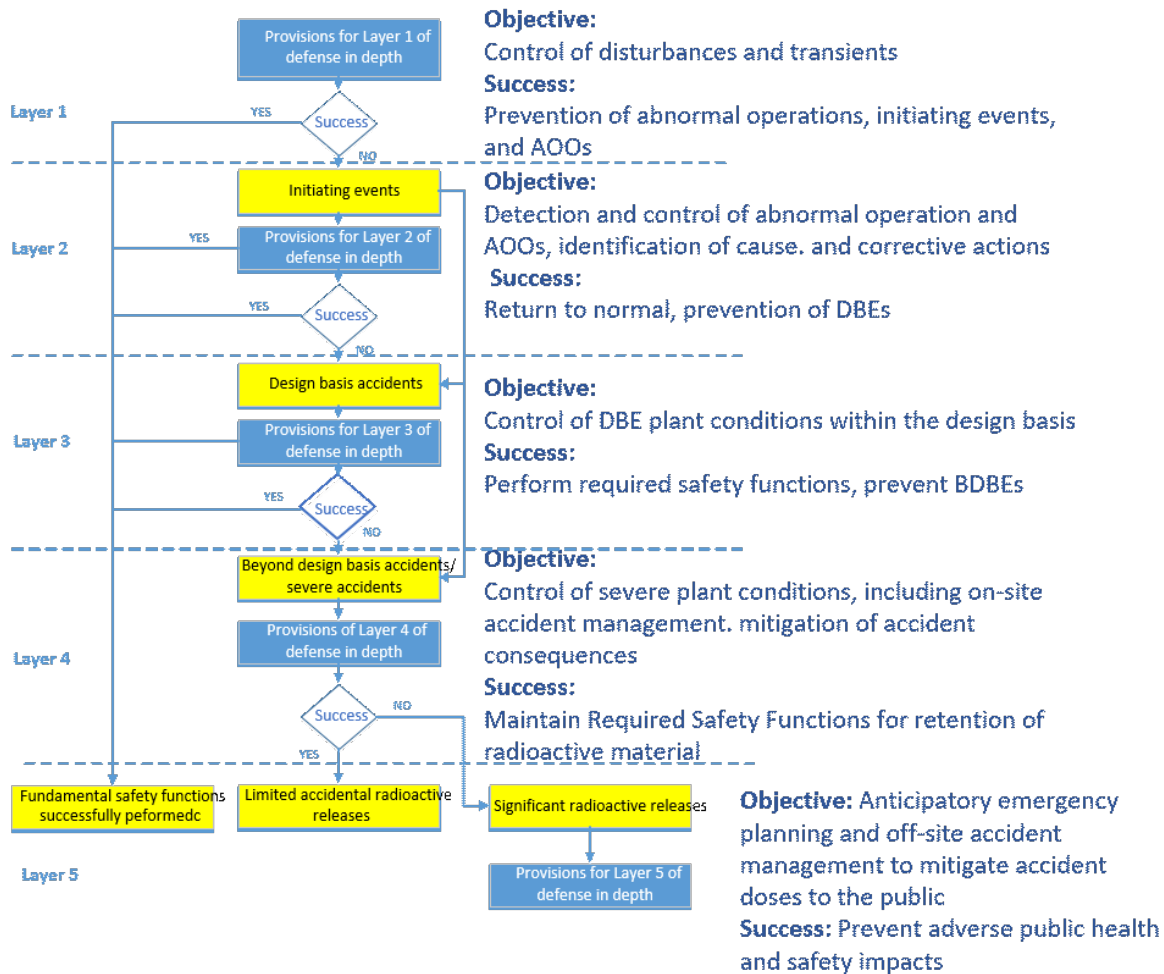 Provisions for Layer 1 of
defense in depth
Objective:
Control of disturbances and transients
Success:
Prevention of abnormal operations, initiating events,
and AOOs
Layer 1
YES
Success
NO
Initiating events
Objective:
Detection and control of abnormal operation and
AOOs, identification of cause. and corrective actions
Success:
Return to normal, prevention of DBEs
Layer 2
YES
Provisions for Layer 2 of
defense in depth
YES
Success
NO
Design basis accidents
Objective:
Control of DBE plant conditions within the design basis
Success:
Perform required safety functions, prevent BDBEs
Layer 3
Provisions for Layer 3 of
defense in depth
YES
Success
NO
Beyond design basis accidents/
severe accidents
Objective:
Control of severe plant conditions, including on-site
accident management. mitigation of accident
consequences
Success:
Maintain Required Safety Functions for retention of
radioactive material
Layer 4
Provisions of Layer 4 of
defense in depth
Success
NO
YES
Fundamental safety functions
successfully peformedc
Limited accidental radioactive
releases
Significant radioactive releases
Layer 5
Provisions for Layer 5 of
defense in depth
Objective: Anticipatory emergency
planning and off-site accident
management to mitigate accident
doses to the public
Success: Prevent adverse public health
and safety impacts